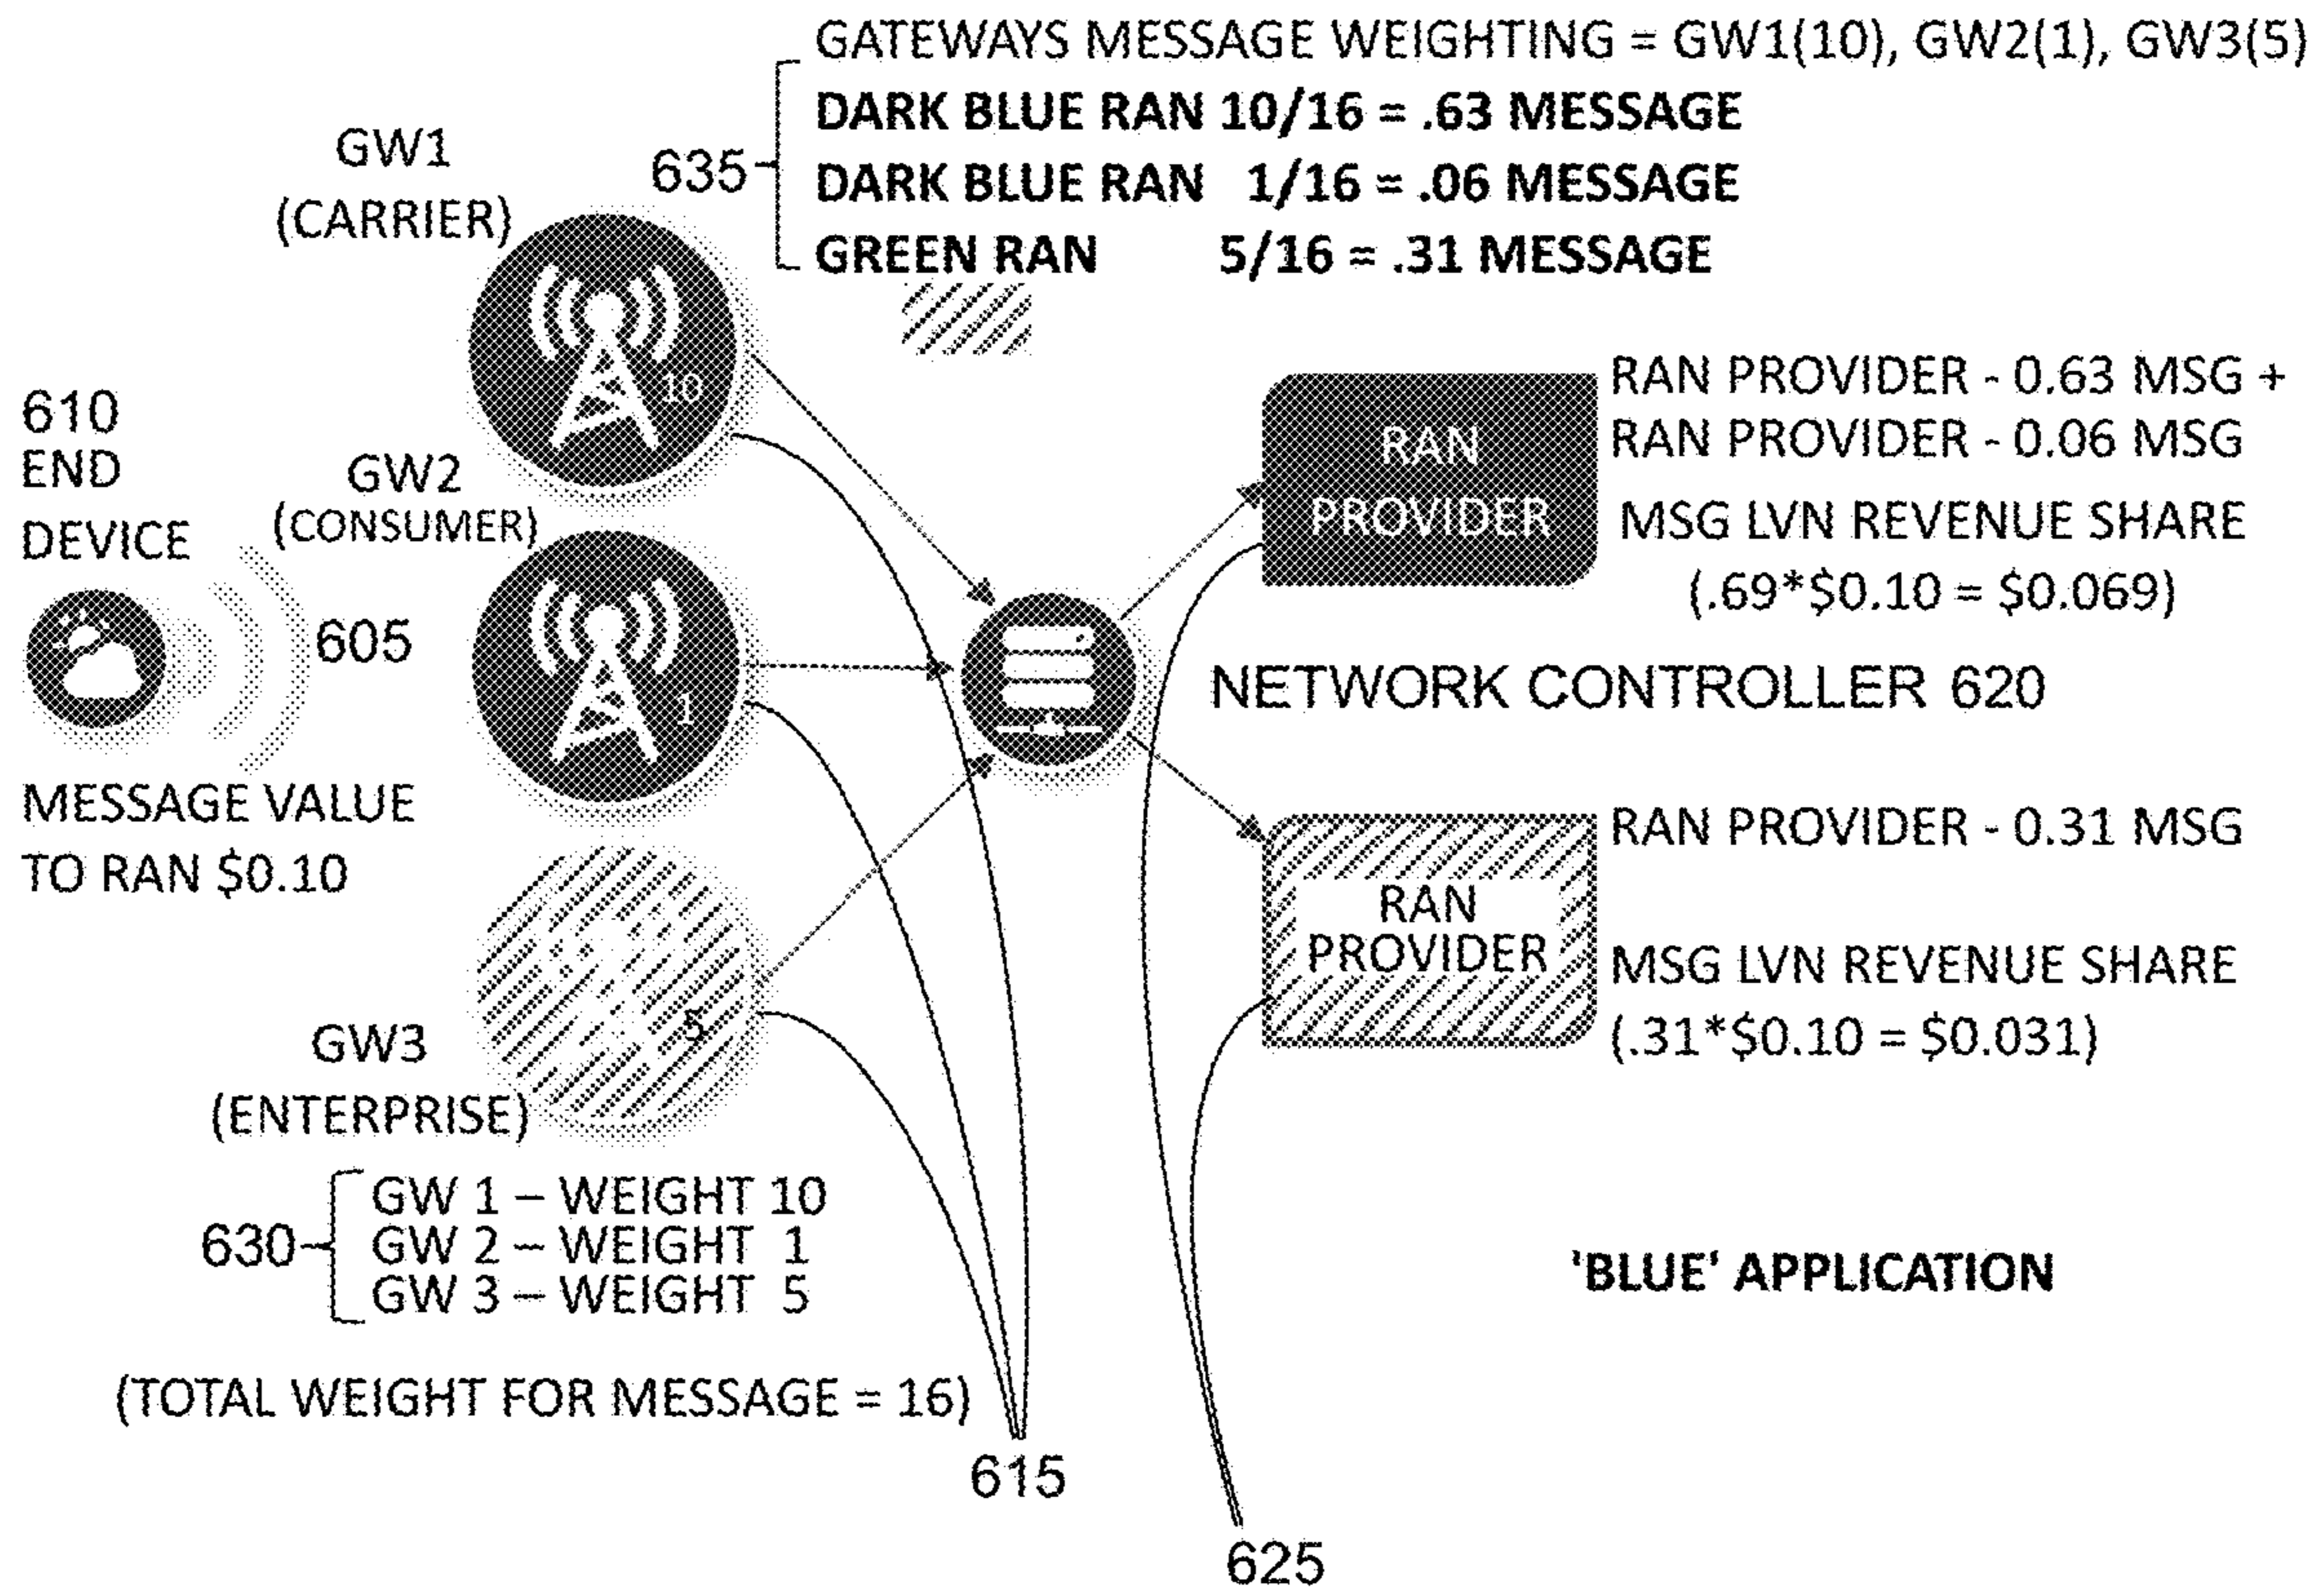 GATEWAYS MESSAGE WEIGHTING = GW1(10), GW2(1), GW3(5)
635
DARK BLUE RAN 10/16 = .63 MESSAGE
DARK BLUE RAN 1/16 = .06 MESSAGE
GREEN RAN 5/16 = .31 MESSAGE
GW1
(CARRIER)
10
610
END
DEVICE
605
GW2
(CONSUMER)
1
MESSAGE VALUE
TO RAN $0.10
5
GW3
(ENTERPRISE)
RAN
PROVIDER
RAN PROVIDER - 0.63 MSG +
RAN PROVIDER - 0.06 MSG
MSG LVN REVENUE SHARE
(.69*$0.10 = $0.069)
NETWORK CONTROLLER 620
RAN
PROVIDER
RAN PROVIDER - 0.31 MSG
MSG LVN REVENUE SHARE
(.31*$0.10 = $0.031)
630
GW 1 – WEIGHT 10
GW 2 – WEIGHT 1
GW 3 – WEIGHT 5
(TOTAL WEIGHT FOR MESSAGE = 16)
'BLUE' APPLICATION
615
625